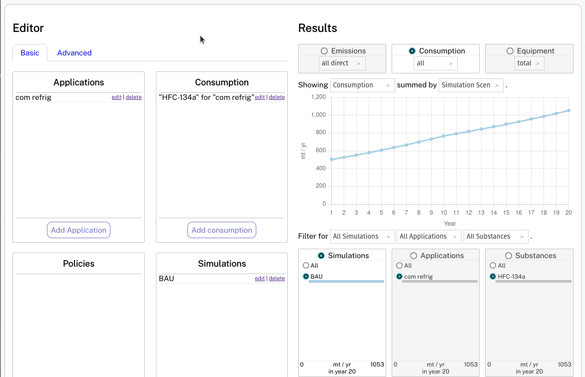 Editor
Basic
Advanced
Applications
com refrig
edit | delete
Add Application
Consumption
"HFC-134a" for "com refrig"
edit | delete
Add consumption
Policies
Simulations
BAU
edit | delete
Results
Emissions
all direct
Consumption
all
Equipment
total
Showing Consumption summed by Simulation Scen .
mt / yr
1,200
1,000
800
600
400
200
0
1 2 3 4 5 6 7 8 9 10 11 12 13 14 15 16 17 18 19 20
Year
Filter for All Simulations All Applications All Substances .
Simulations
All
BAU
0 mt / yr 1053
in year 20
Applications
All
com refrig
0 mt / yr 1053
in year 20
Substances
All
HFC-134a
0 mt / yr 1053
in year 20